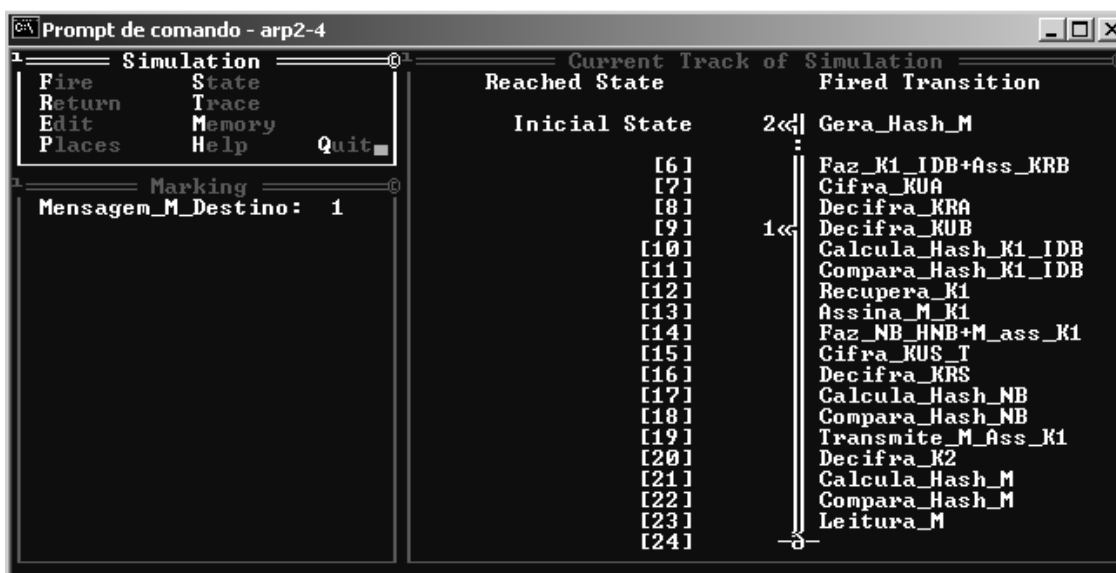 Prompt de comando - arp2-4
Simulation
Fire State
Return Trace
Edit Memory
Places Help Quit
Marking
Mensagem_M_Destino: 1
Current Track of Simulation
Reached State Fired Transition
Inicial State 2«| Gera_Hash_M
:
[6] Faz_K1_IDB+Ass_KRB
[7] Cifra_KUA
[8] Decifra_KRA
[9] 1«| Decifra_KUB
[10] Calcula_Hash_K1_IDB
[11] Compara_Hash_K1_IDB
[12] Recupera_K1
[13] Assina_M_K1
[14] Faz_NB_HNB+M_ass_K1
[15] Cifra_KUS_T
[16] Decifra_KRS
[17] Calcula_Hash_NB
[18] Compara_Hash_NB
[19] Transmite_M_Ass_K1
[20] Decifra_K2
[21] Calcula_Hash_M
[22] Compara_Hash_M
[23] Leitura_M
[24]